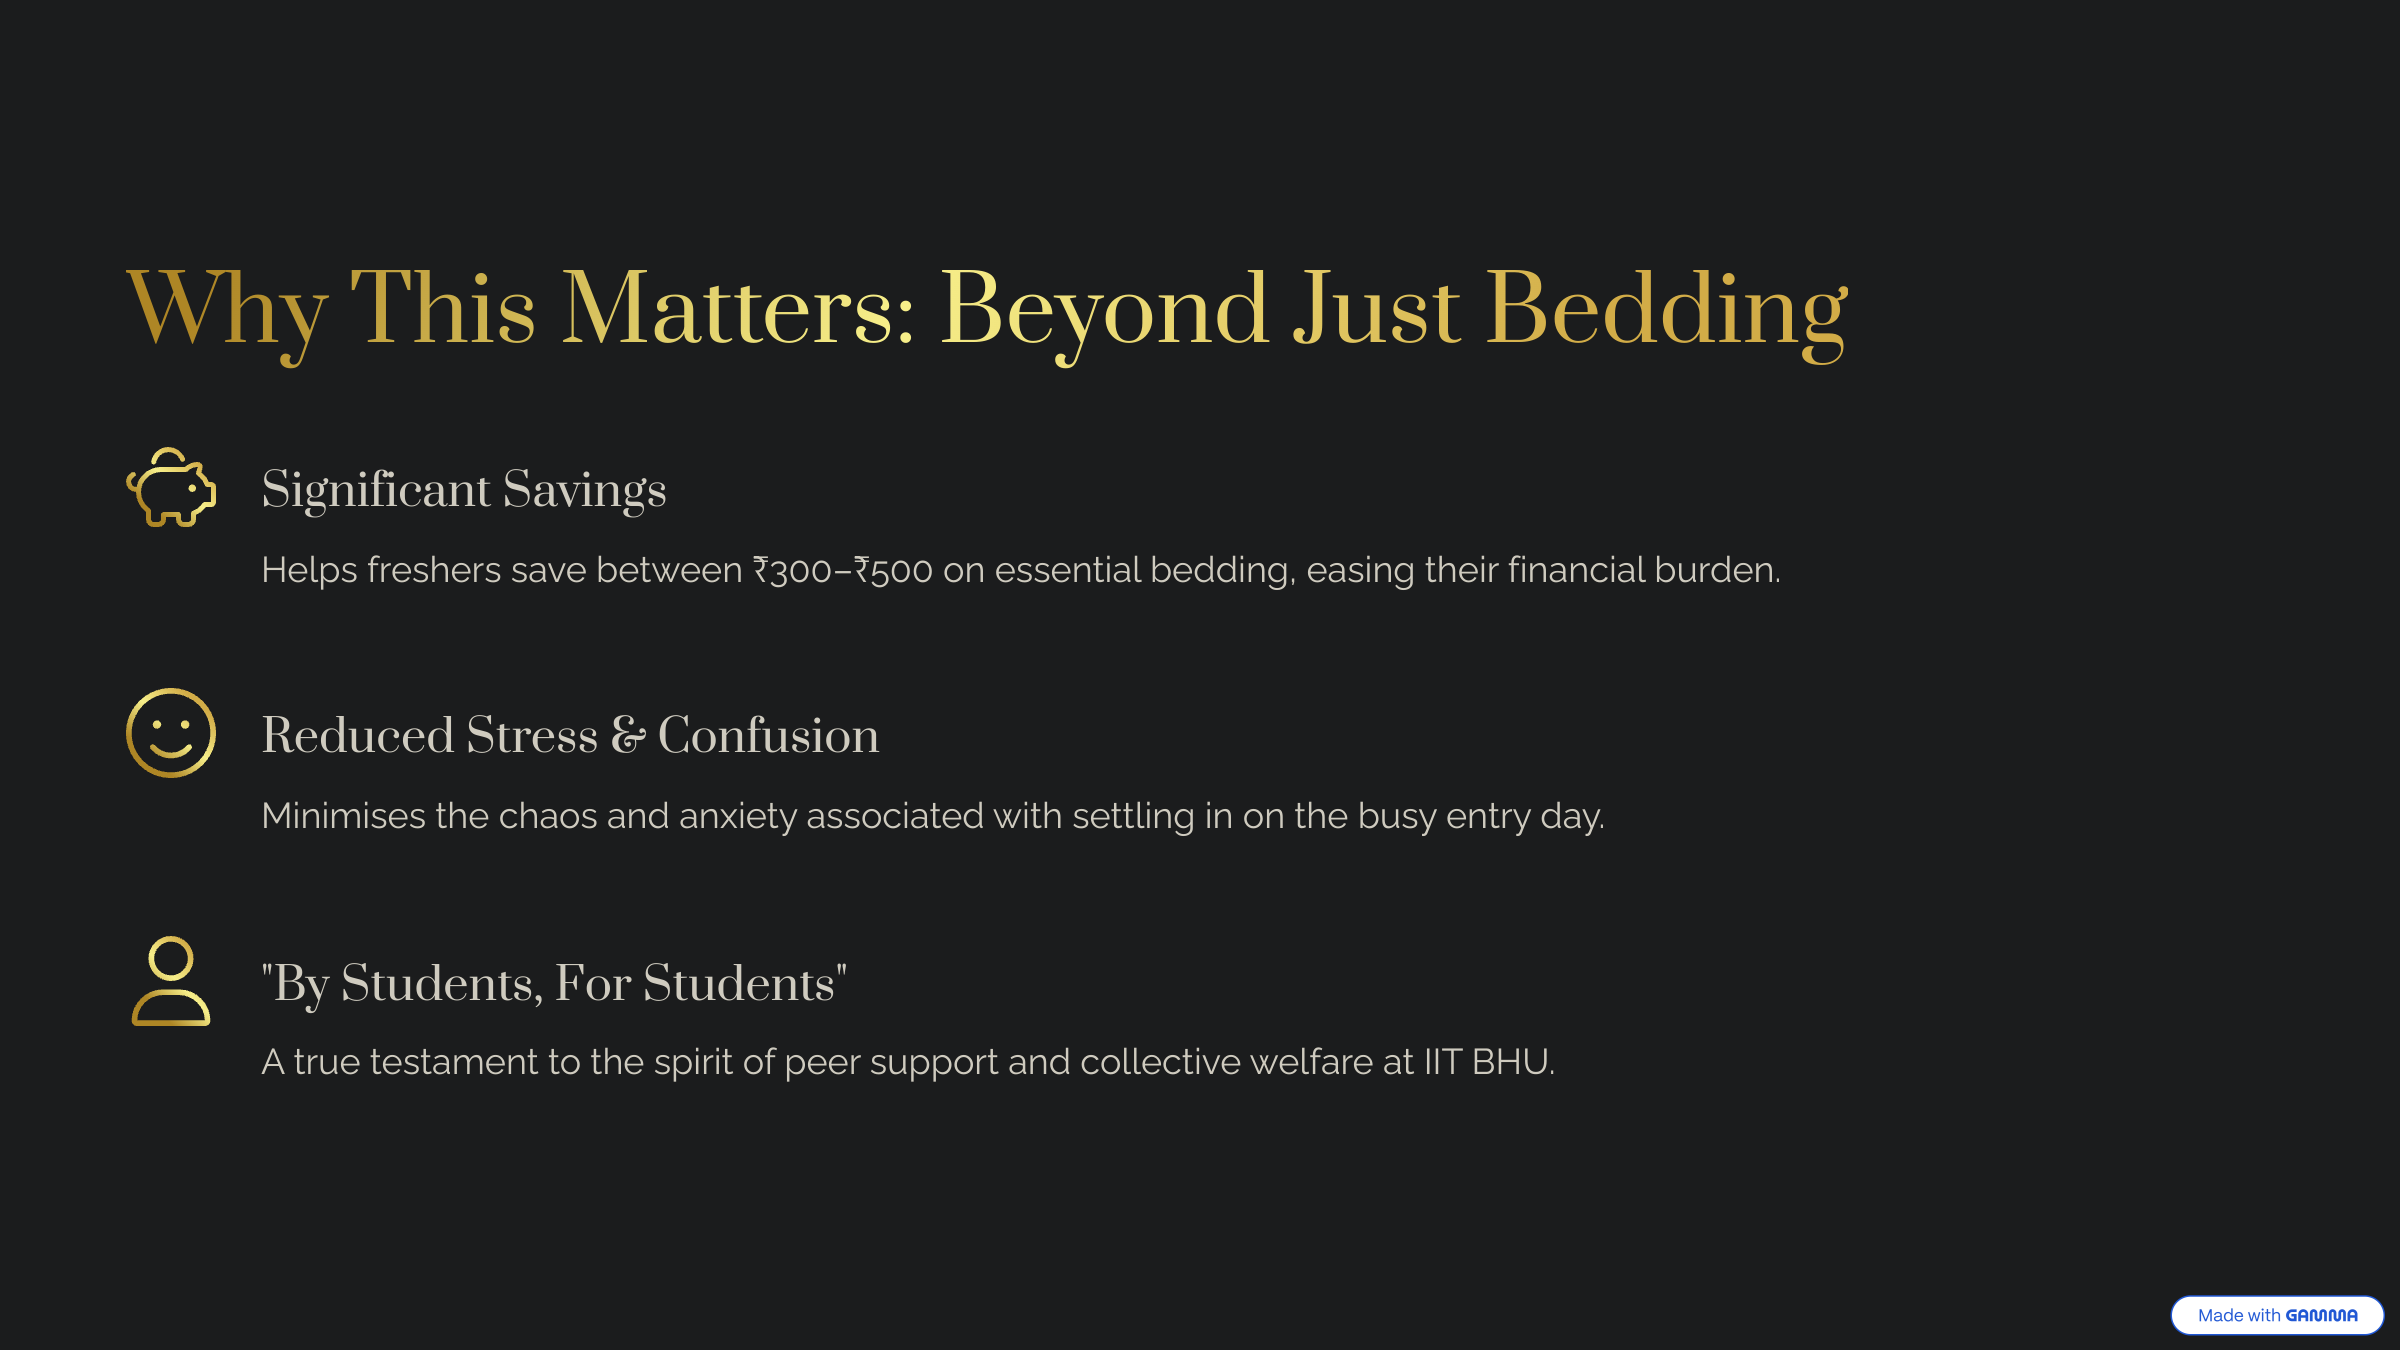 Why This Matters: Beyond Just Bedding
Significant Savings
Helps freshers save between ₹300–₹500 on essential bedding, easing their financial burden.
Reduced Stress & Confusion
Minimises the chaos and anxiety associated with settling in on the busy entry day.
"By Students, For Students"
A true testament to the spirit of peer support and collective welfare at IIT BHU.
Made with GAMMA